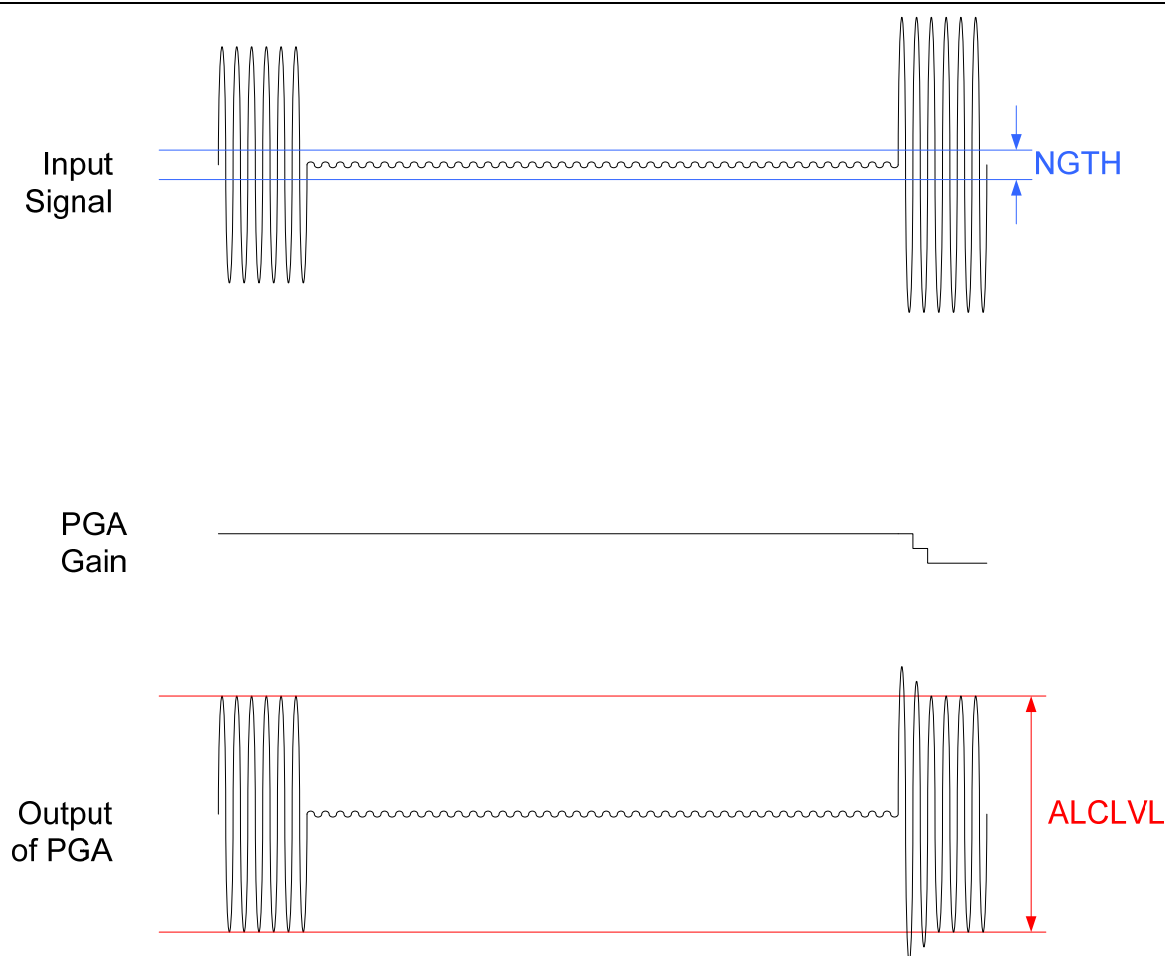 Input
Signal
NGTH
PGA
Gain
Output
of PGA
ALCLVL